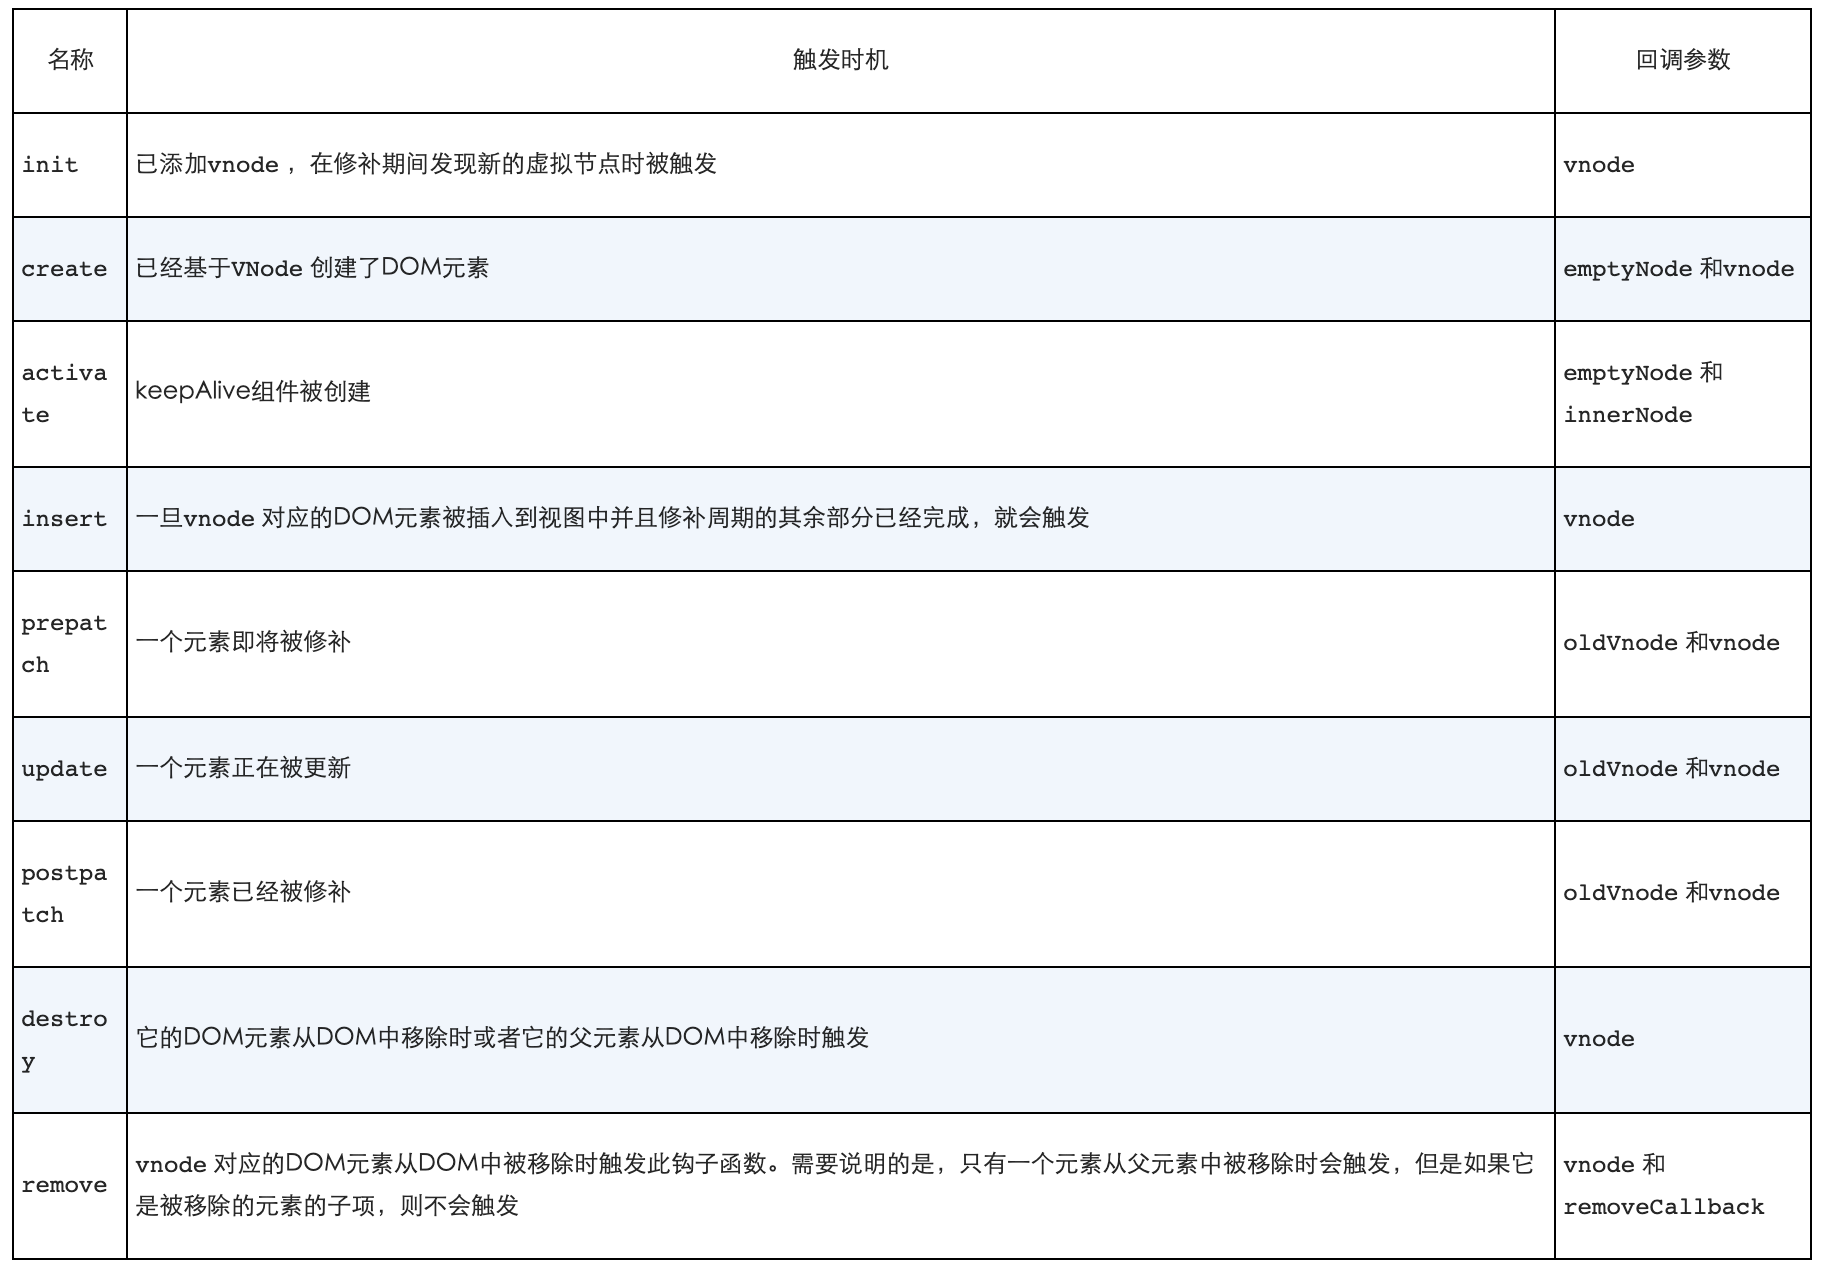 名称 触发时机 回调参数
init 已添加vnode ，在修补期间发现新的虚拟节点时被触发 vnode
create 已经基于VNode 创建了DOM元素 emptyNode 和vnode
activa
te
keepAlive组件被创建
emptyNode 和
innerNode
insert 一旦vnode 对应的DOM元素被插入到视图中并且修补周期的其余部分已经完成，就会触发 vnode
prepat
ch
一个元素即将被修补
oldVnode 和vnode
update 一个元素正在被更新 oldVnode 和vnode
postpa
tch
一个元素已经被修补
oldVnode 和vnode
destro
y
它的DOM元素从DOM中移除时或者它的父元素从DOM中移除时触发
vnode
remove
vnode 对应的DOM元素从DOM中被移除时触发此钩子函数。需要说明的是，只有一个元素从父元素中被移除时会触发，但是如果它
是被移除的元素的子项，则不会触发
vnode 和
removeCallback